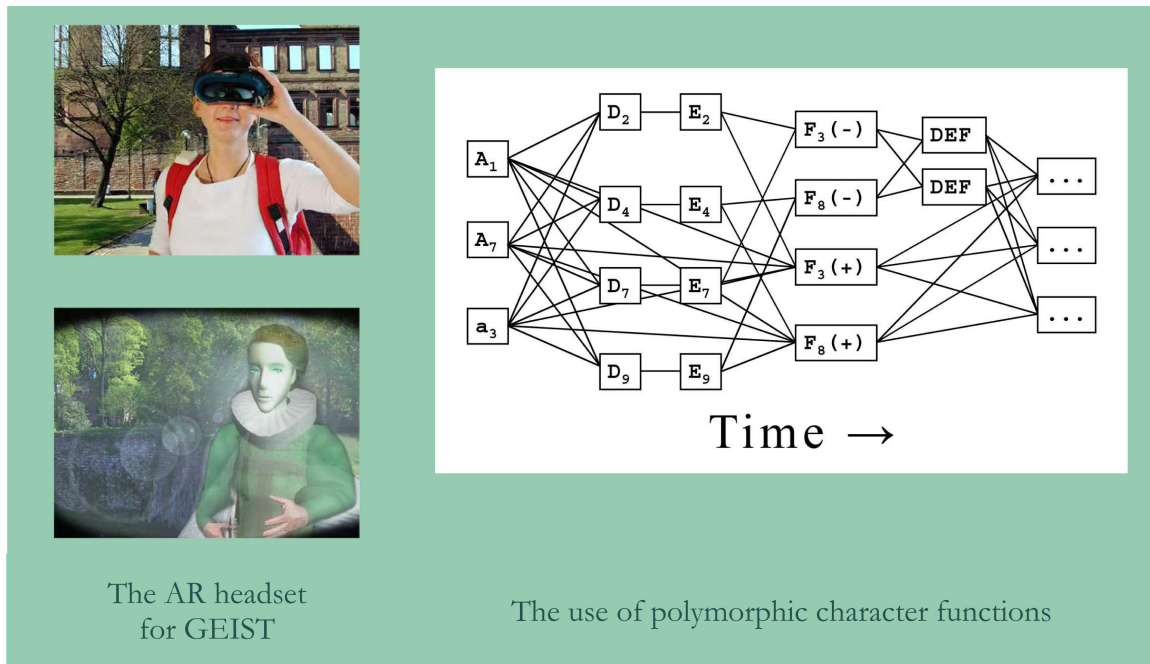 A₁
A₇
a₃
D₂
D₄
D₇
D₉
E₂
E₄
E₇
E₉
F₃(-)
F₈(-)
F₃(+)
F₈(+)
DEF
DEF
...
...
...
Time →
The AR headset
for GEIST
The use of polymorphic character functions